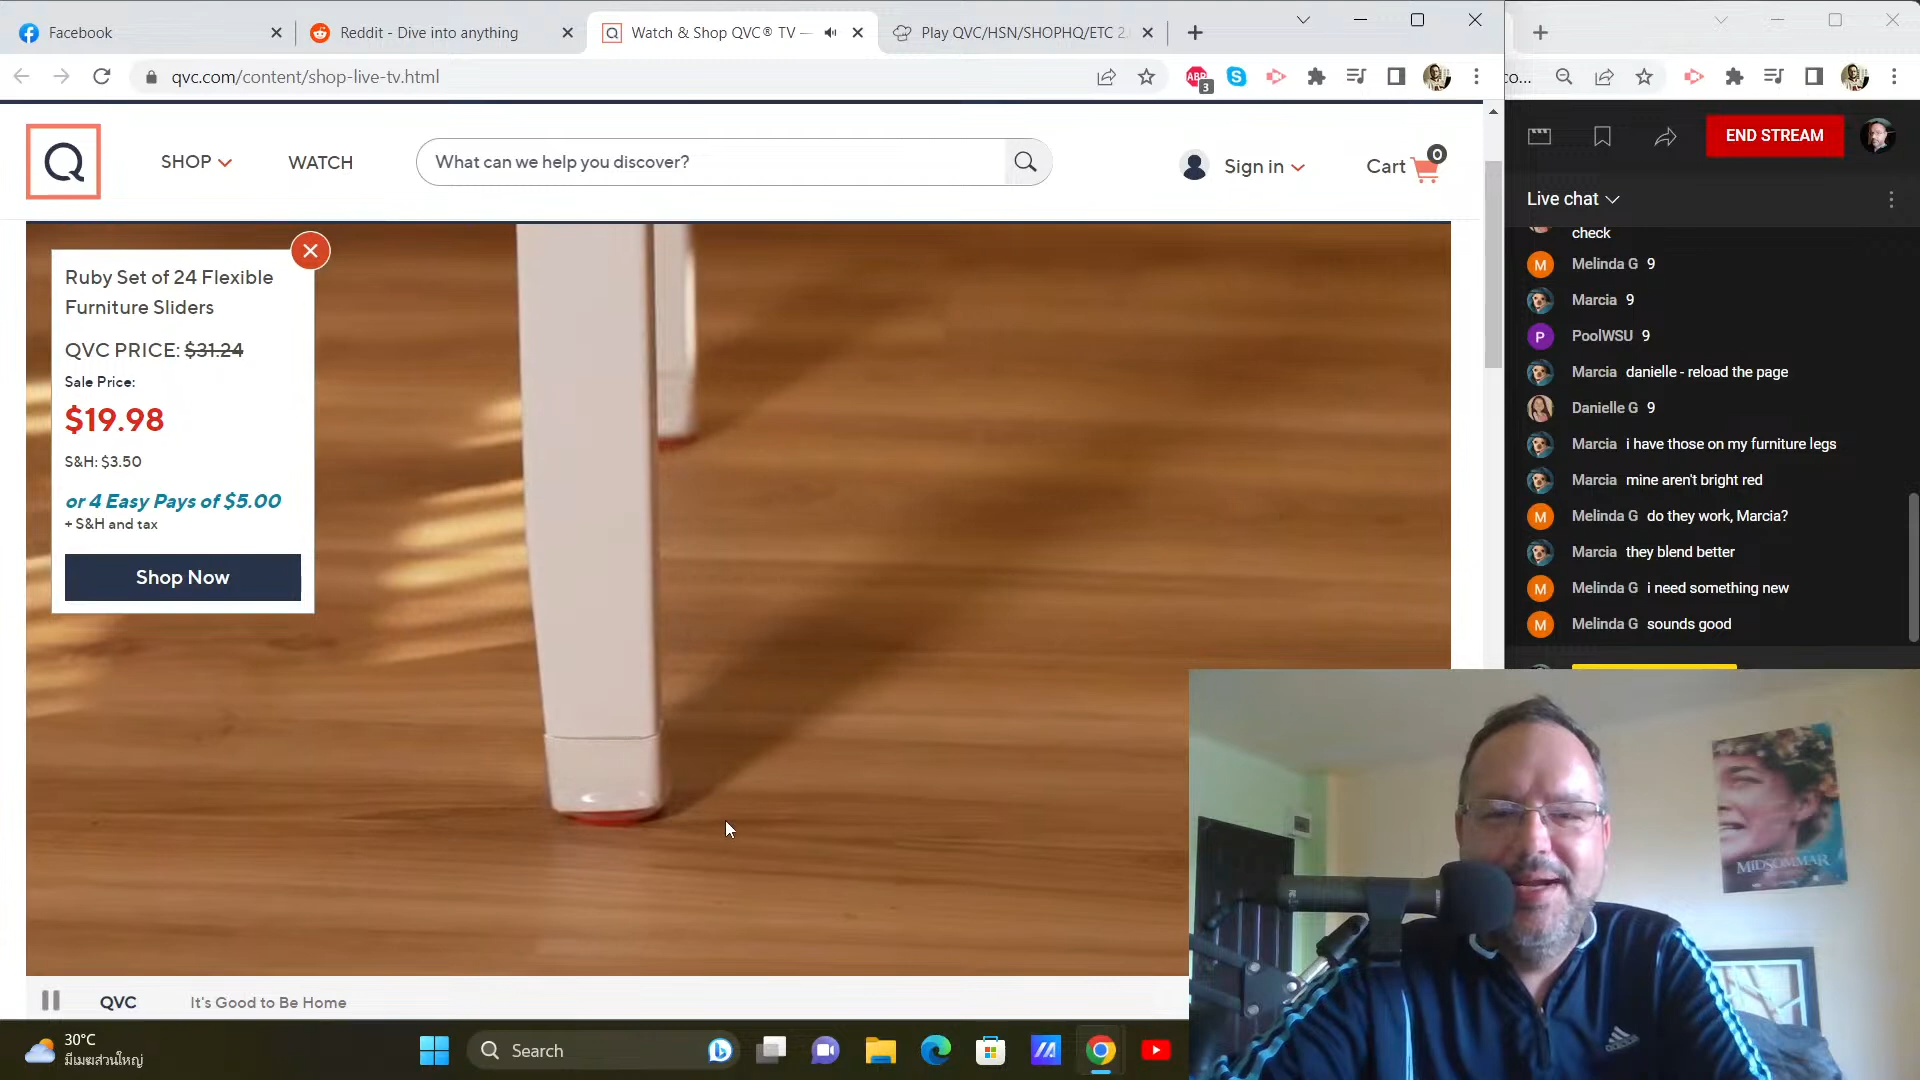 Facebook
Reddit - Dive into anything
Watch & Shop QVC® TV —
Play QVC/HSN/SHOPHQ/ETC 2.
qvc.com/content/shop-live-tv.html
ABP
3
co...
Q
SHOP
WATCH
What can we help you discover?
Sign in
Cart
0
END STREAM
Live chat
Ruby Set of 24 Flexible
Furniture Sliders
QVC PRICE: $31.24
Sale Price:
$19.98
S&H: $3.50
or 4 Easy Pays of $5.00
+ S&H and tax
Shop Now
check
M Melinda G 9
Marcia 9
P PoolWSU 9
Marcia danielle - reload the page
Danielle G 9
Marcia i have those on my furniture legs
Marcia mine aren't bright red
M Melinda G do they work, Marcia?
Marcia they blend better
M Melinda G i need something new
M Melinda G sounds good
MIDSOMMAR
adidas
QVC
It's Good to Be Home
30°C
มีเมฆส่วนใหญ่
Search